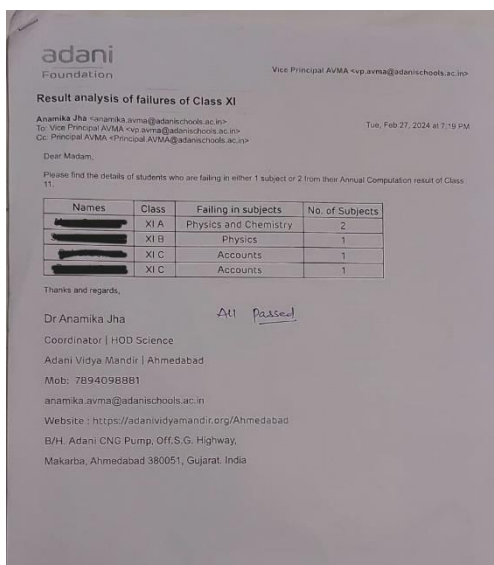 adani
Foundation
Vice Principal AVMA <vp.avma@adanischools.ac.in>
Result analysis of failures of Class XI
Anamika Jha <anamika.avma@adanischools.ac.in>
Tue, Feb 27, 2024 at 7:19 PM
To: Vice Principal AVMA <vp.avma@adanischools.ac.in>
Cc: Principal AVMA <Principal.AVMA@adanischools.ac.in>
Dear Madam,
Please find the details of students who are failing in either 1 subject or 2 from their Annual Computation result of Class
11.
Names Class Failing in subjects No. of Subjects
XI A Physics and Chemistry 2
XI B Physics 1
XI C Accounts 1
XI C Accounts 1
Thanks and regards,
All Passed
Dr Anamika Jha
Coordinator | HOD Science
Adani Vidya Mandir | Ahmedabad
Mob: 7894098881
anamika.avma@adanischools.ac.in
Website : https://adanividyamandir.org/Ahmedabad
B/H. Adani CNG Pump, Off.S.G. Highway,
Makarba, Ahmedabad 380051, Gujarat. India